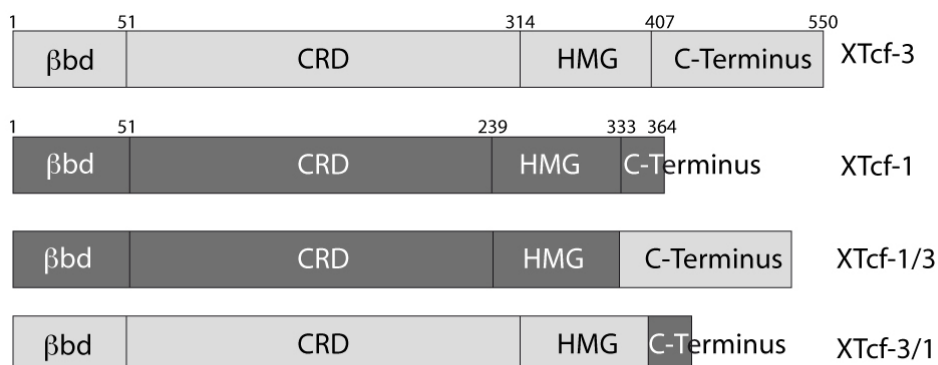 1 51 314 407 550
βbd CRD HMG C-Terminus XTcf-3
1 51 239 333 364
βbd CRD HMG C-Terminus XTcf-1
βbd CRD HMG C-Terminus XTcf-1/3
βbd CRD HMG C-Terminus XTcf-3/1